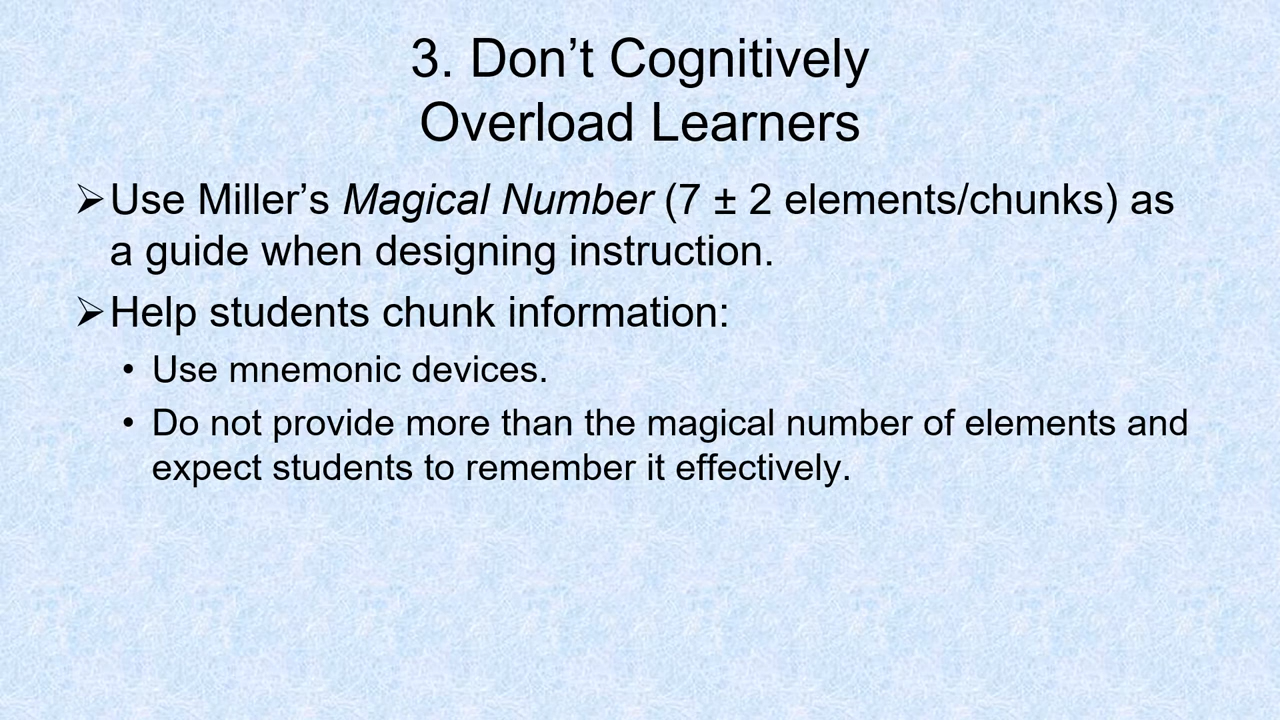 3. Don’t Cognitively
Overload Learners
➢Use Miller’s Magical Number (7 ± 2 elements/chunks) as
a guide when designing instruction.
➢Help students chunk information:
• Use mnemonic devices.
• Do not provide more than the magical number of elements and
expect students to remember it effectively.